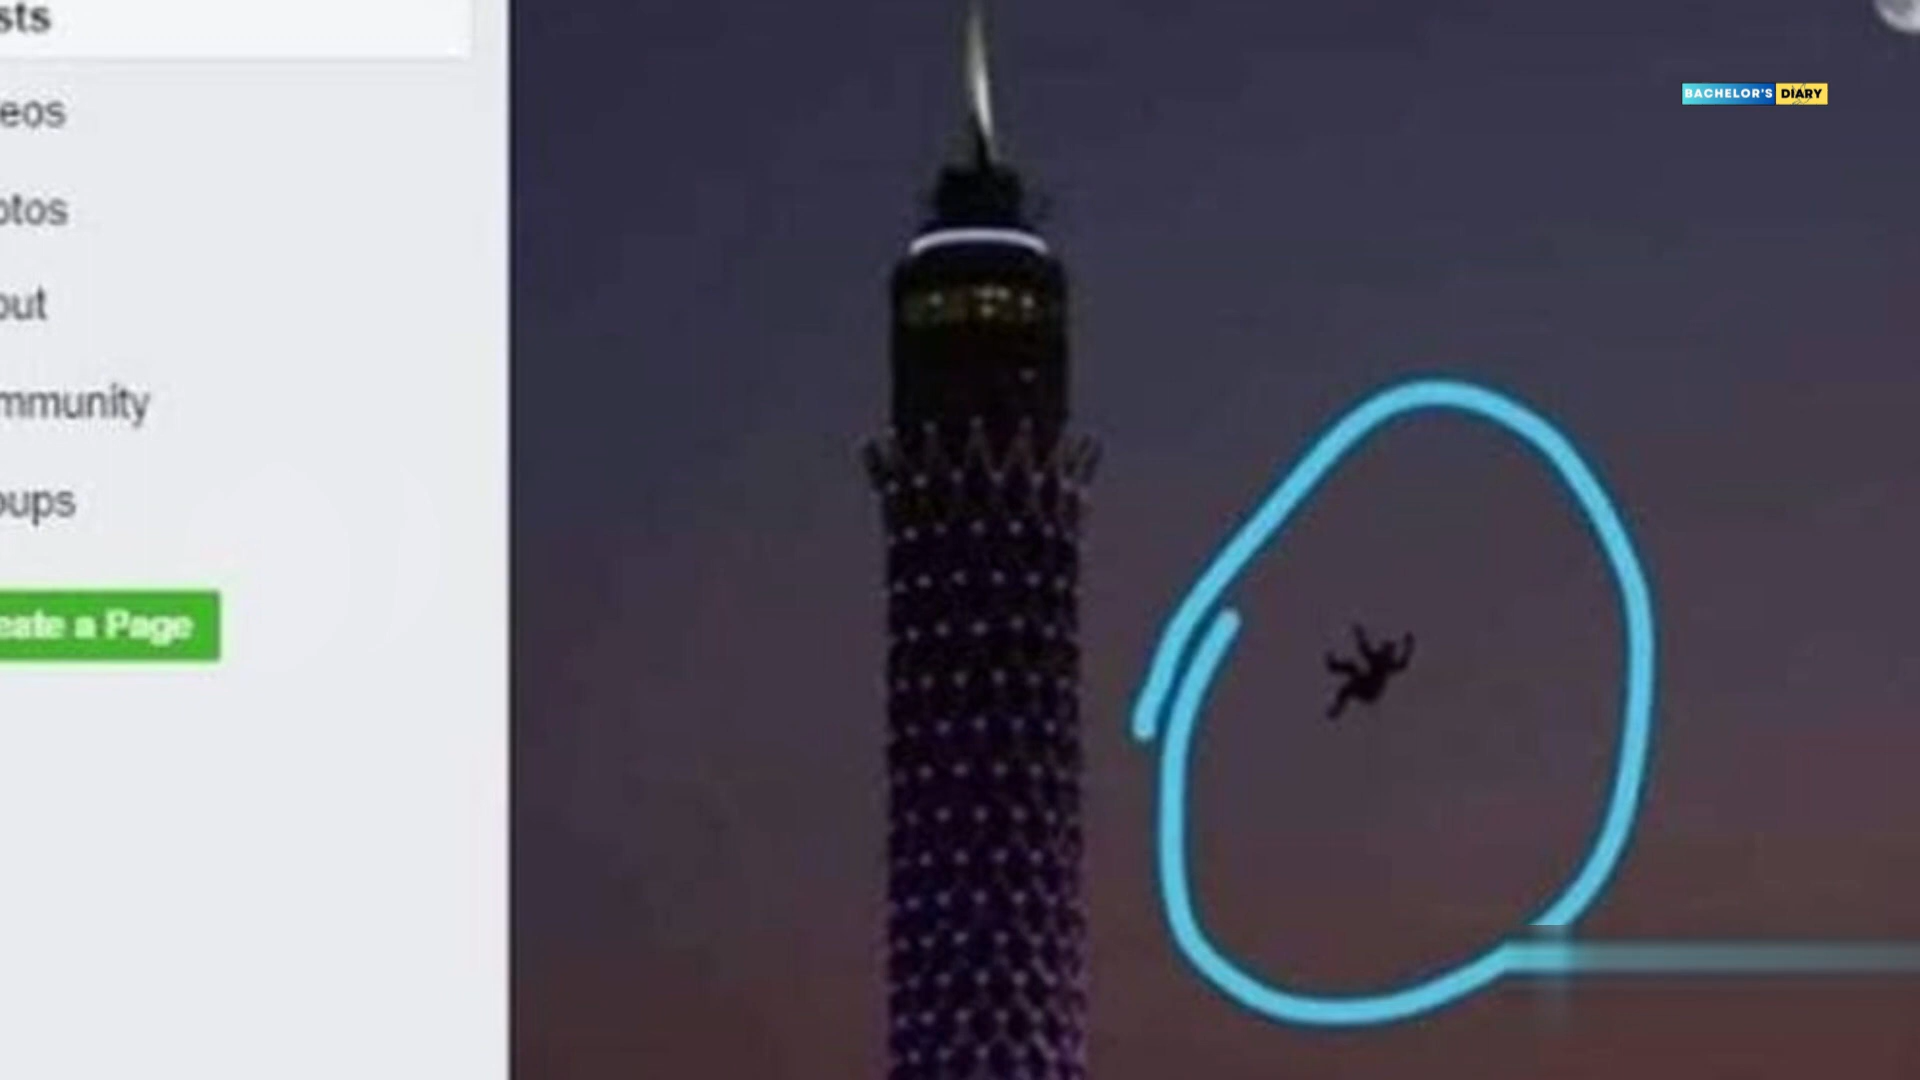 sts
eos
otos
out
mmunity
oups
eate a Page
BACHELOR'S DIARY